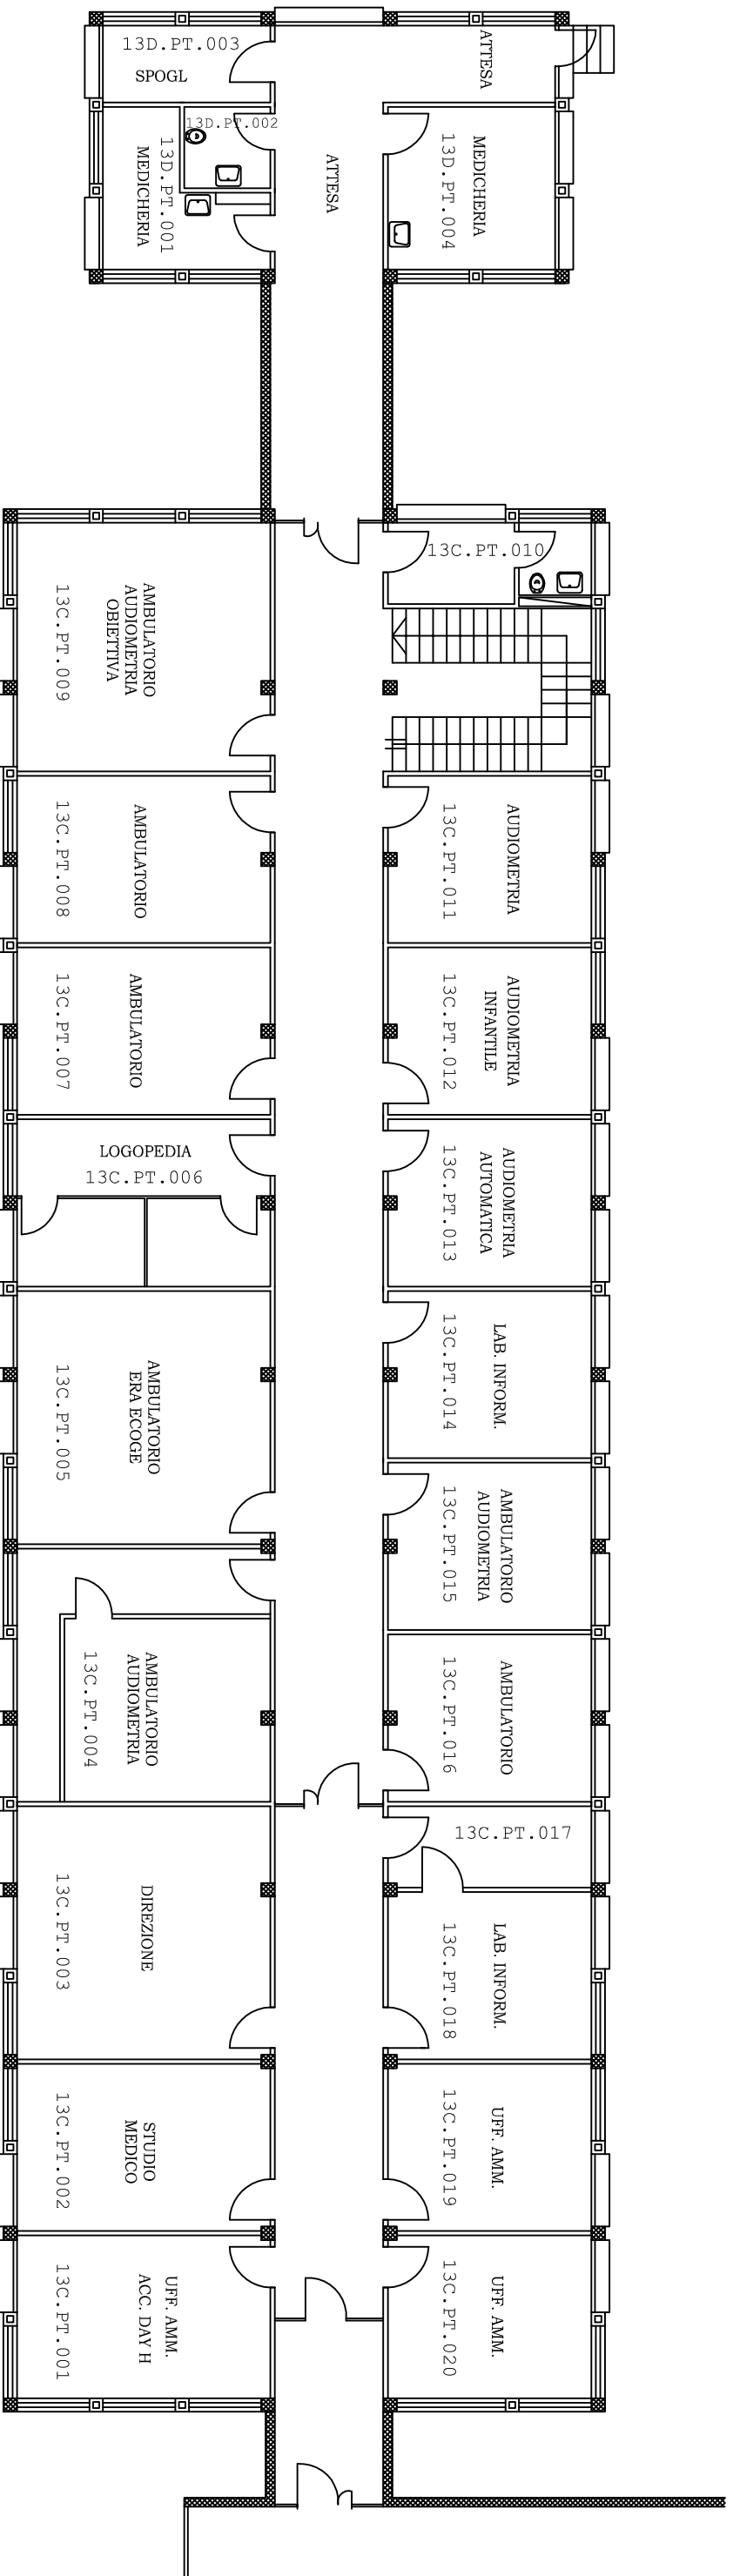 13D.PT.003
SPOGL
ATTESA
13D.PT.002
MEDICHERIA
13D.PT.001
ATTESA
MEDICHERIA
13D.PT.004
13C.PT.010
AMBULATORIO
AUDIOMETRIA
OBIETTIVA
13C.PT.009
AMBULATORIO
13C.PT.008
AUDIOMETRIA
13C.PT.011
AMBULATORIO
13C.PT.007
AUDIOMETRIA
INFANTILE
13C.PT.012
LOGOPEDIA
13C.PT.006
AUDIOMETRIA
AUTOMATICA
13C.PT.013
AMBULATORIO
ERA ECOGE
13C.PT.005
LAB. INFORM.
13C.PT.014
AMBULATORIO
AUDIOMETRIA
13C.PT.015
AMBULATORIO
AUDIOMETRIA
13C.PT.004
AMBULATORIO
13C.PT.016
13C.PT.017
DIREZIONE
13C.PT.003
LAB. INFORM.
13C.PT.018
STUDIO
MEDICO
13C.PT.002
UFF. AMM.
13C.PT.019
UFF. AMM.
ACC. DAY H
13C.PT.001
UFF. AMM.
13C.PT.020